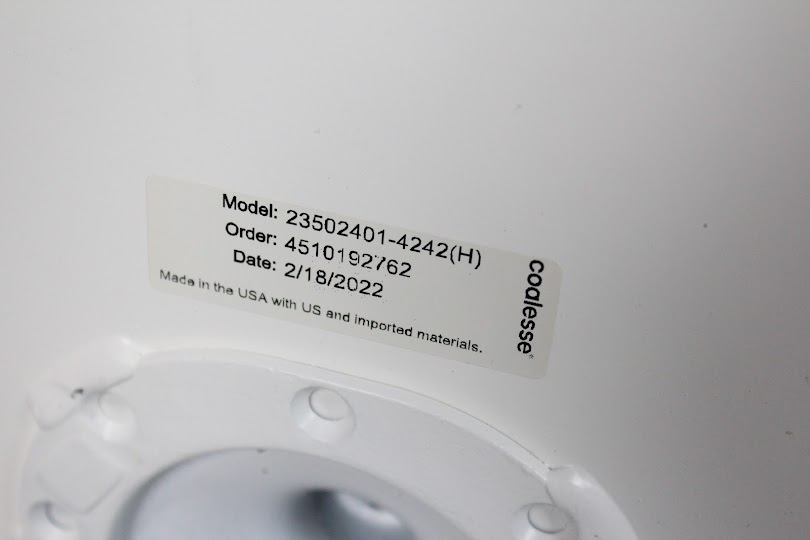 Model: 23502401-4242(H)
Order: 4510192762
Date: 2/18/2022
Made in the USA with US and imported materials.
coalesse®